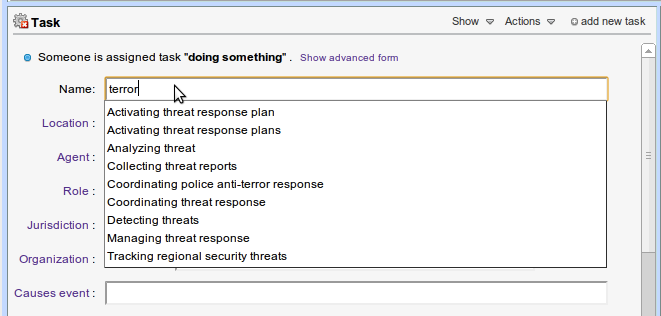 Task
Show Actions add new task
Someone is assigned task "doing something" . Show advanced form
Name: terror
Activating threat response plan
Activating threat response plans
Analyzing threat
Collecting threat reports
Coordinating police anti-terror response
Coordinating threat response
Detecting threats
Managing threat response
Tracking regional security threats
Location :
Agent :
Role :
Jurisdiction :
Organization :
Causes event :